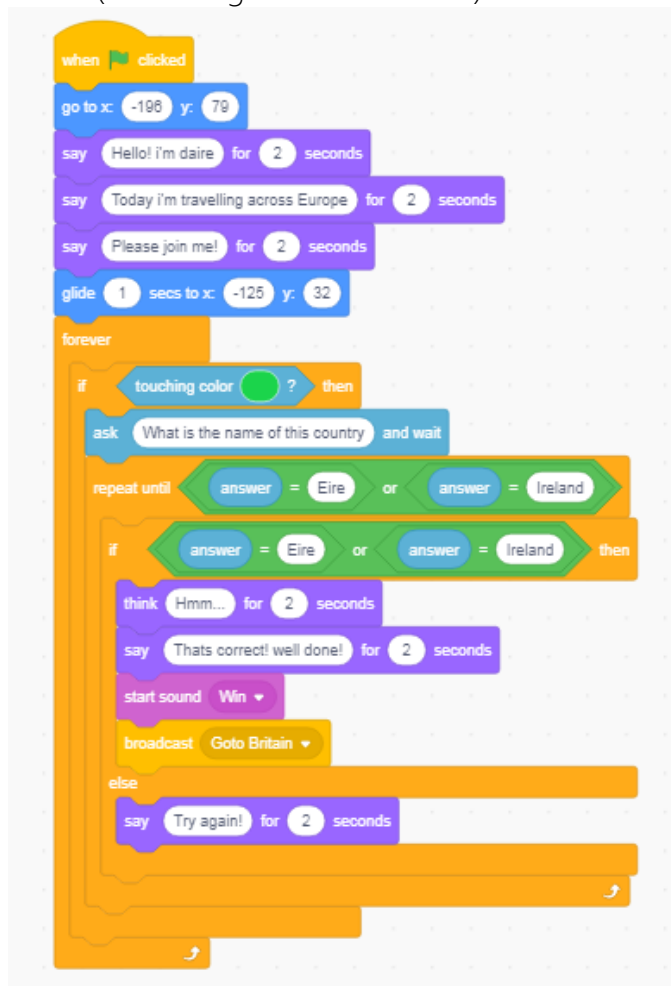 when clicked
go to x: -196 y: 79
say Hello! i'm daire for 2 seconds
say Today i'm travelling across Europe for 2 seconds
say Please join me! for 2 seconds
glide 1 secs to x: -125 y: 32
forever
if touching color ? then
ask What is the name of this country and wait
repeat until answer = Eire or answer = Ireland
if answer = Eire or answer = Ireland then
think Hmm... for 2 seconds
say Thats correct! well done! for 2 seconds
start sound Win
broadcast Goto Britain
else
say Try again! for 2 seconds